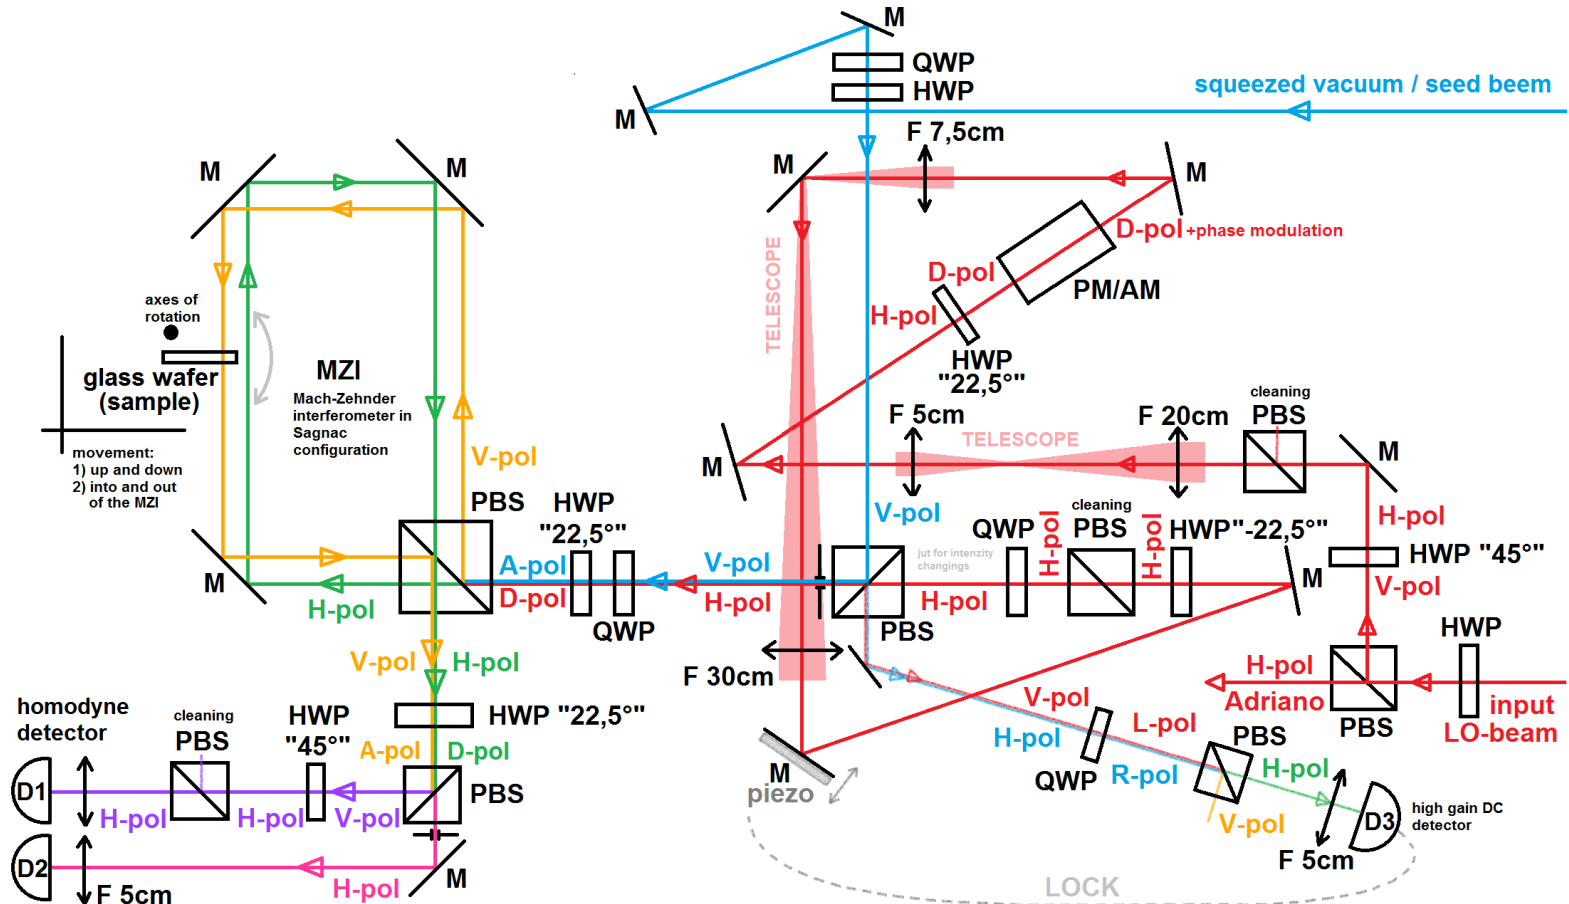 M
QWP
HWP
squeezed vacuum / seed beem
M
F 7,5cm
M
M
M
M
D-pol +phase modulation
TELESCOPE
D-pol
PM/AM
H-pol
HWP
"22,5°"
axes of
rotation
glass wafer
(sample)
MZI
Mach-Zehnder
interferometer in
Sagnac
configuration
movement:
1) up and down
2) into and out
of the MZI
V-pol
F 5cm
TELESCOPE
F 20cm
cleaning
PBS
M
M
PBS
HWP
"22,5°"
V-pol
QWP
cleaning
PBS
HWP"-22,5°"
H-pol
HWP "45°"
V-pol
M
A-pol
D-pol
V-pol
H-pol
jut for intenzity
changings
H-pol
H-pol
H-pol
M
H-pol
QWP
PBS
HWP
V-pol
H-pol
F 30cm
H-pol
Adriano
PBS
input
LO-beam
homodyne
detector
cleaning
PBS
HWP
"45°"
HWP "22,5°"
A-pol
D-pol
V-pol
H-pol
L-pol
R-pol
QWP
PBS
H-pol
M
piezo
D1
H-pol
H-pol
V-pol
PBS
V-pol
D3
high gain DC
detector
F 5cm
D2
H-pol
M
F 5cm
LOCK